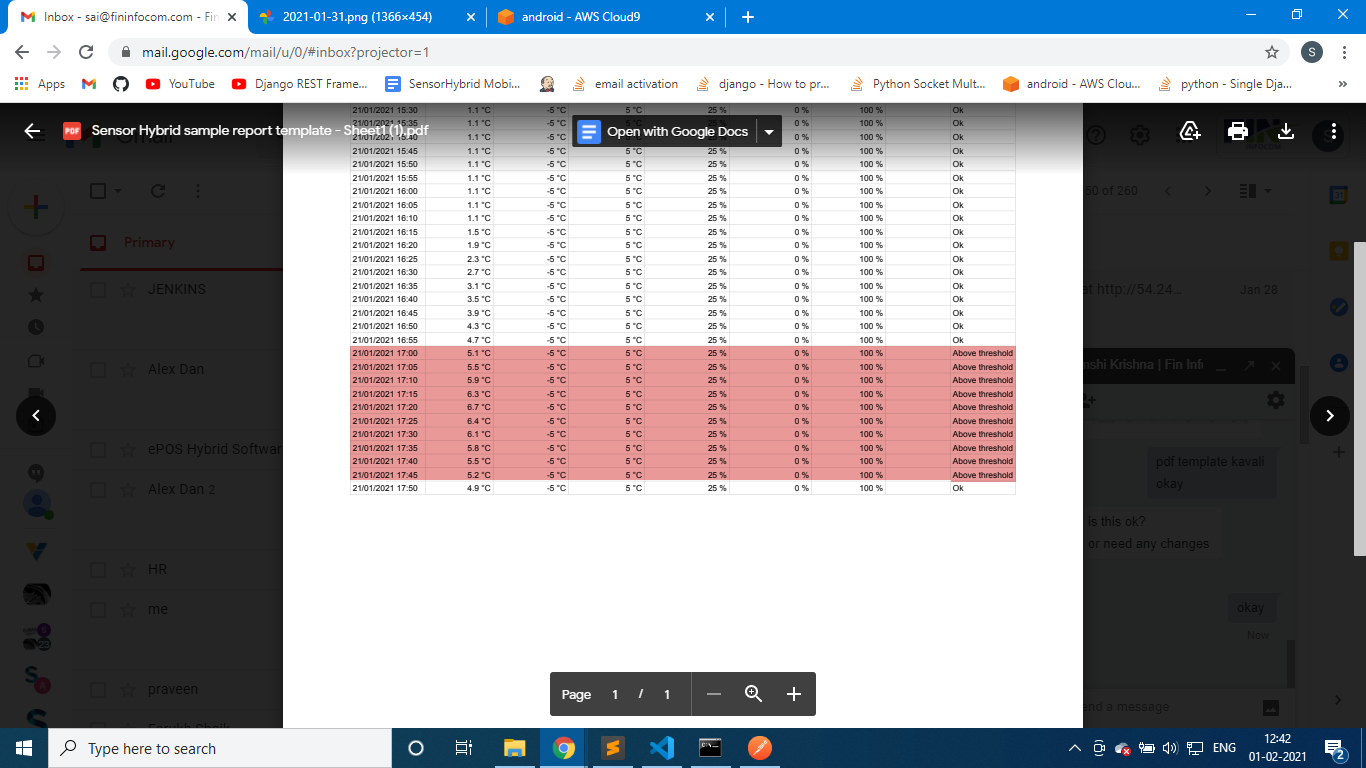 Inbox - sai@fininfocom.com - Fin
2021-01-31.png (1366×454)
android - AWS Cloud9
mail.google.com/mail/u/0/#inbox?projector=1
S
Apps
YouTube
Django REST Frame...
SensorHybrid Mobi...
email activation
django - How to pr...
Python Socket Mult...
android - AWS Clou...
python - Single Dja...
»
PDF
Sensor Hybrid sample report template - Sheet1 (1).pdf
Open with Google Docs
21/01/2021 15:30 1.1 °C -5 °C 5 °C 25 % 0 % 100 % Ok
21/01/2021 15:35 1.1 °C -5 °C 5 °C 25 % 0 % 100 % Ok
21/01/2021 15:40 1.1 °C -5 °C 5 °C 25 % 0 % 100 % Ok
21/01/2021 15:45 1.1 °C -5 °C 5 °C 25 % 0 % 100 % Ok
21/01/2021 15:50 1.1 °C -5 °C 5 °C 25 % 0 % 100 % Ok
21/01/2021 15:55 1.1 °C -5 °C 5 °C 25 % 0 % 100 % Ok
21/01/2021 16:00 1.1 °C -5 °C 5 °C 25 % 0 % 100 % Ok
21/01/2021 16:05 1.1 °C -5 °C 5 °C 25 % 0 % 100 % Ok
21/01/2021 16:10 1.1 °C -5 °C 5 °C 25 % 0 % 100 % Ok
21/01/2021 16:15 1.5 °C -5 °C 5 °C 25 % 0 % 100 % Ok
21/01/2021 16:20 1.9 °C -5 °C 5 °C 25 % 0 % 100 % Ok
21/01/2021 16:25 2.3 °C -5 °C 5 °C 25 % 0 % 100 % Ok
21/01/2021 16:30 2.7 °C -5 °C 5 °C 25 % 0 % 100 % Ok
21/01/2021 16:35 3.1 °C -5 °C 5 °C 25 % 0 % 100 % Ok
21/01/2021 16:40 3.5 °C -5 °C 5 °C 25 % 0 % 100 % Ok
21/01/2021 16:45 3.9 °C -5 °C 5 °C 25 % 0 % 100 % Ok
21/01/2021 16:50 4.3 °C -5 °C 5 °C 25 % 0 % 100 % Ok
21/01/2021 16:55 4.7 °C -5 °C 5 °C 25 % 0 % 100 % Ok
21/01/2021 17:00 5.1 °C -5 °C 5 °C 25 % 0 % 100 % Above threshold
21/01/2021 17:05 5.5 °C -5 °C 5 °C 25 % 0 % 100 % Above threshold
21/01/2021 17:10 5.9 °C -5 °C 5 °C 25 % 0 % 100 % Above threshold
21/01/2021 17:15 6.3 °C -5 °C 5 °C 25 % 0 % 100 % Above threshold
21/01/2021 17:20 6.7 °C -5 °C 5 °C 25 % 0 % 100 % Above threshold
21/01/2021 17:25 6.4 °C -5 °C 5 °C 25 % 0 % 100 % Above threshold
21/01/2021 17:30 6.1 °C -5 °C 5 °C 25 % 0 % 100 % Above threshold
21/01/2021 17:35 5.8 °C -5 °C 5 °C 25 % 0 % 100 % Above threshold
21/01/2021 17:40 5.5 °C -5 °C 5 °C 25 % 0 % 100 % Above threshold
21/01/2021 17:45 5.2 °C -5 °C 5 °C 25 % 0 % 100 % Above threshold
21/01/2021 17:50 4.9 °C -5 °C 5 °C 25 % 0 % 100 % Ok
Primary
JENKINS
Alex Dan
ePOS Hybrid Softwar
Alex Dan 2
HR
me
praveen
23
50 of 260
at http://54.24...
Jan 28
mshi Krishna | Fin Info
pdf template kavali
okay
is this ok?
or need any changes
okay
Now
end a message
Page 1 / 1
Type here to search
ENG
12:42
01-02-2021
2